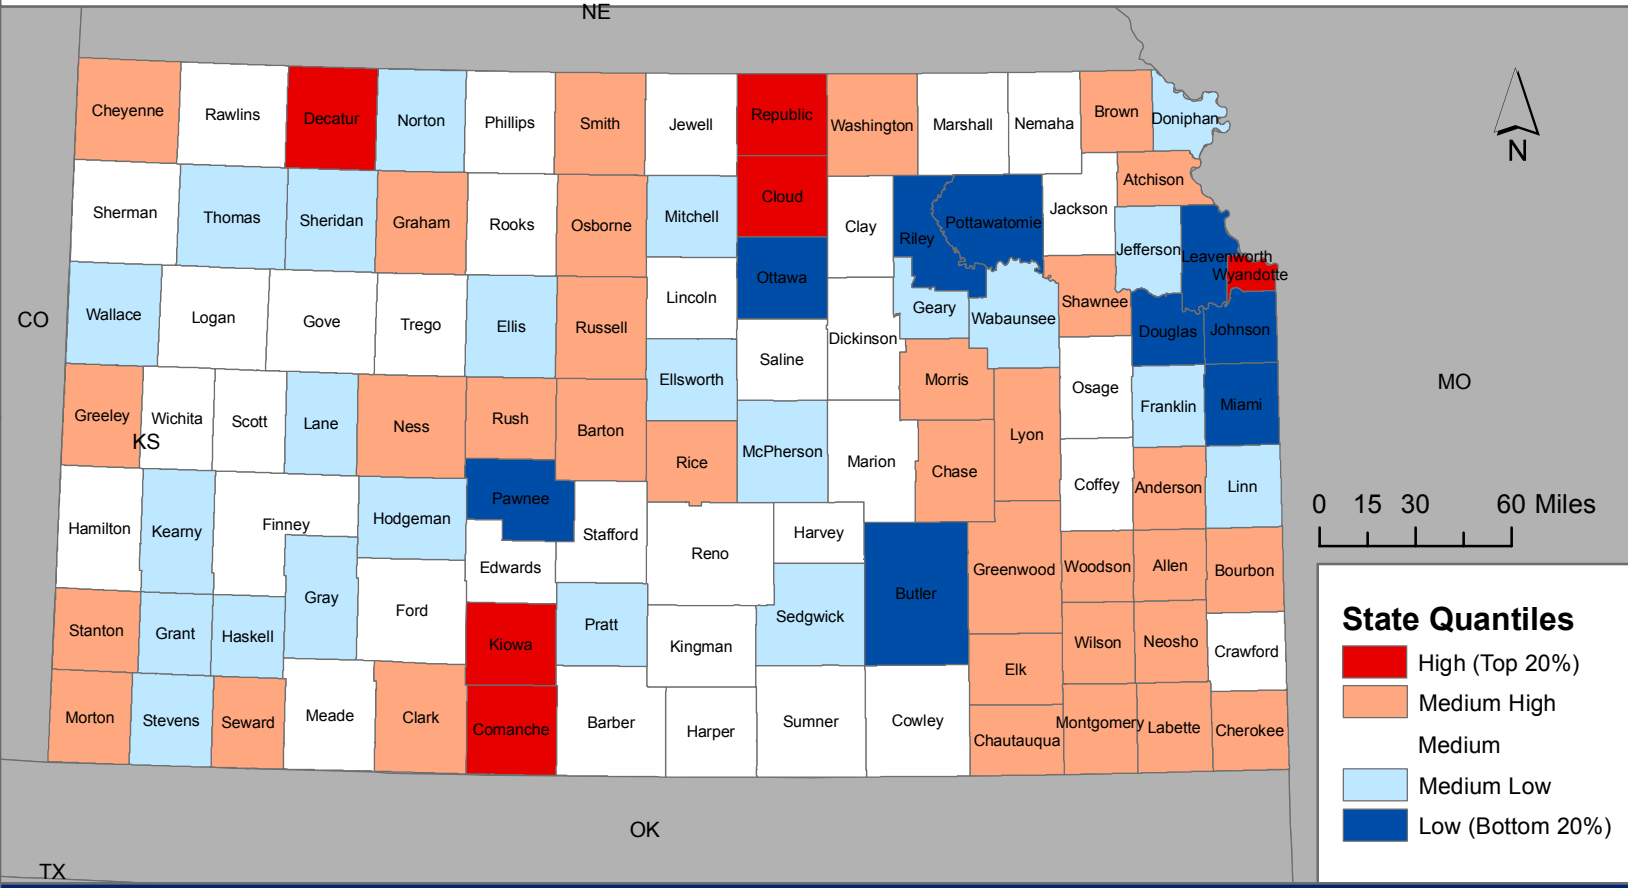 NE
Cheyenne
Rawlins
Decatur
Norton
Phillips
Smith
Jewell
Republic
Washington
Marshall
Nemaha
Brown
Doniphan
N
Sherman
Thomas
Sheridan
Graham
Rooks
Osborne
Mitchell
Cloud
Clay
Riley
Pottawatomie
Jackson
Atchison
Jefferson
Leavenworth
Wyandotte
CO
Wallace
Logan
Gove
Trego
Ellis
Russell
Lincoln
Ottawa
Dickinson
Geary
Wabaunsee
Shawnee
Douglas
Johnson
Ellsworth
Saline
Morris
Osage
Franklin
Miami
MO
Greeley
Wichita
KS
Scott
Lane
Ness
Rush
Barton
Rice
McPherson
Marion
Chase
Lyon
Coffey
Anderson
Linn
Hamilton
Kearny
Finney
Hodgeman
Pawnee
Stafford
Edwards
Reno
Harvey
0 15 30 60 Miles
Gray
Ford
Pratt
Sedgwick
Butler
Greenwood
Woodson
Allen
Bourbon
Stanton
Grant
Haskell
Kiowa
Kingman
Elk
Wilson
Neosho
Crawford
Morton
Stevens
Seward
Meade
Clark
Comanche
Barber
Harper
Sumner
Cowley
Chautauqua
Montgomery
Labette
Cherokee
State Quantiles
High (Top 20%)
Medium High
Medium
Medium Low
Low (Bottom 20%)
OK
TX